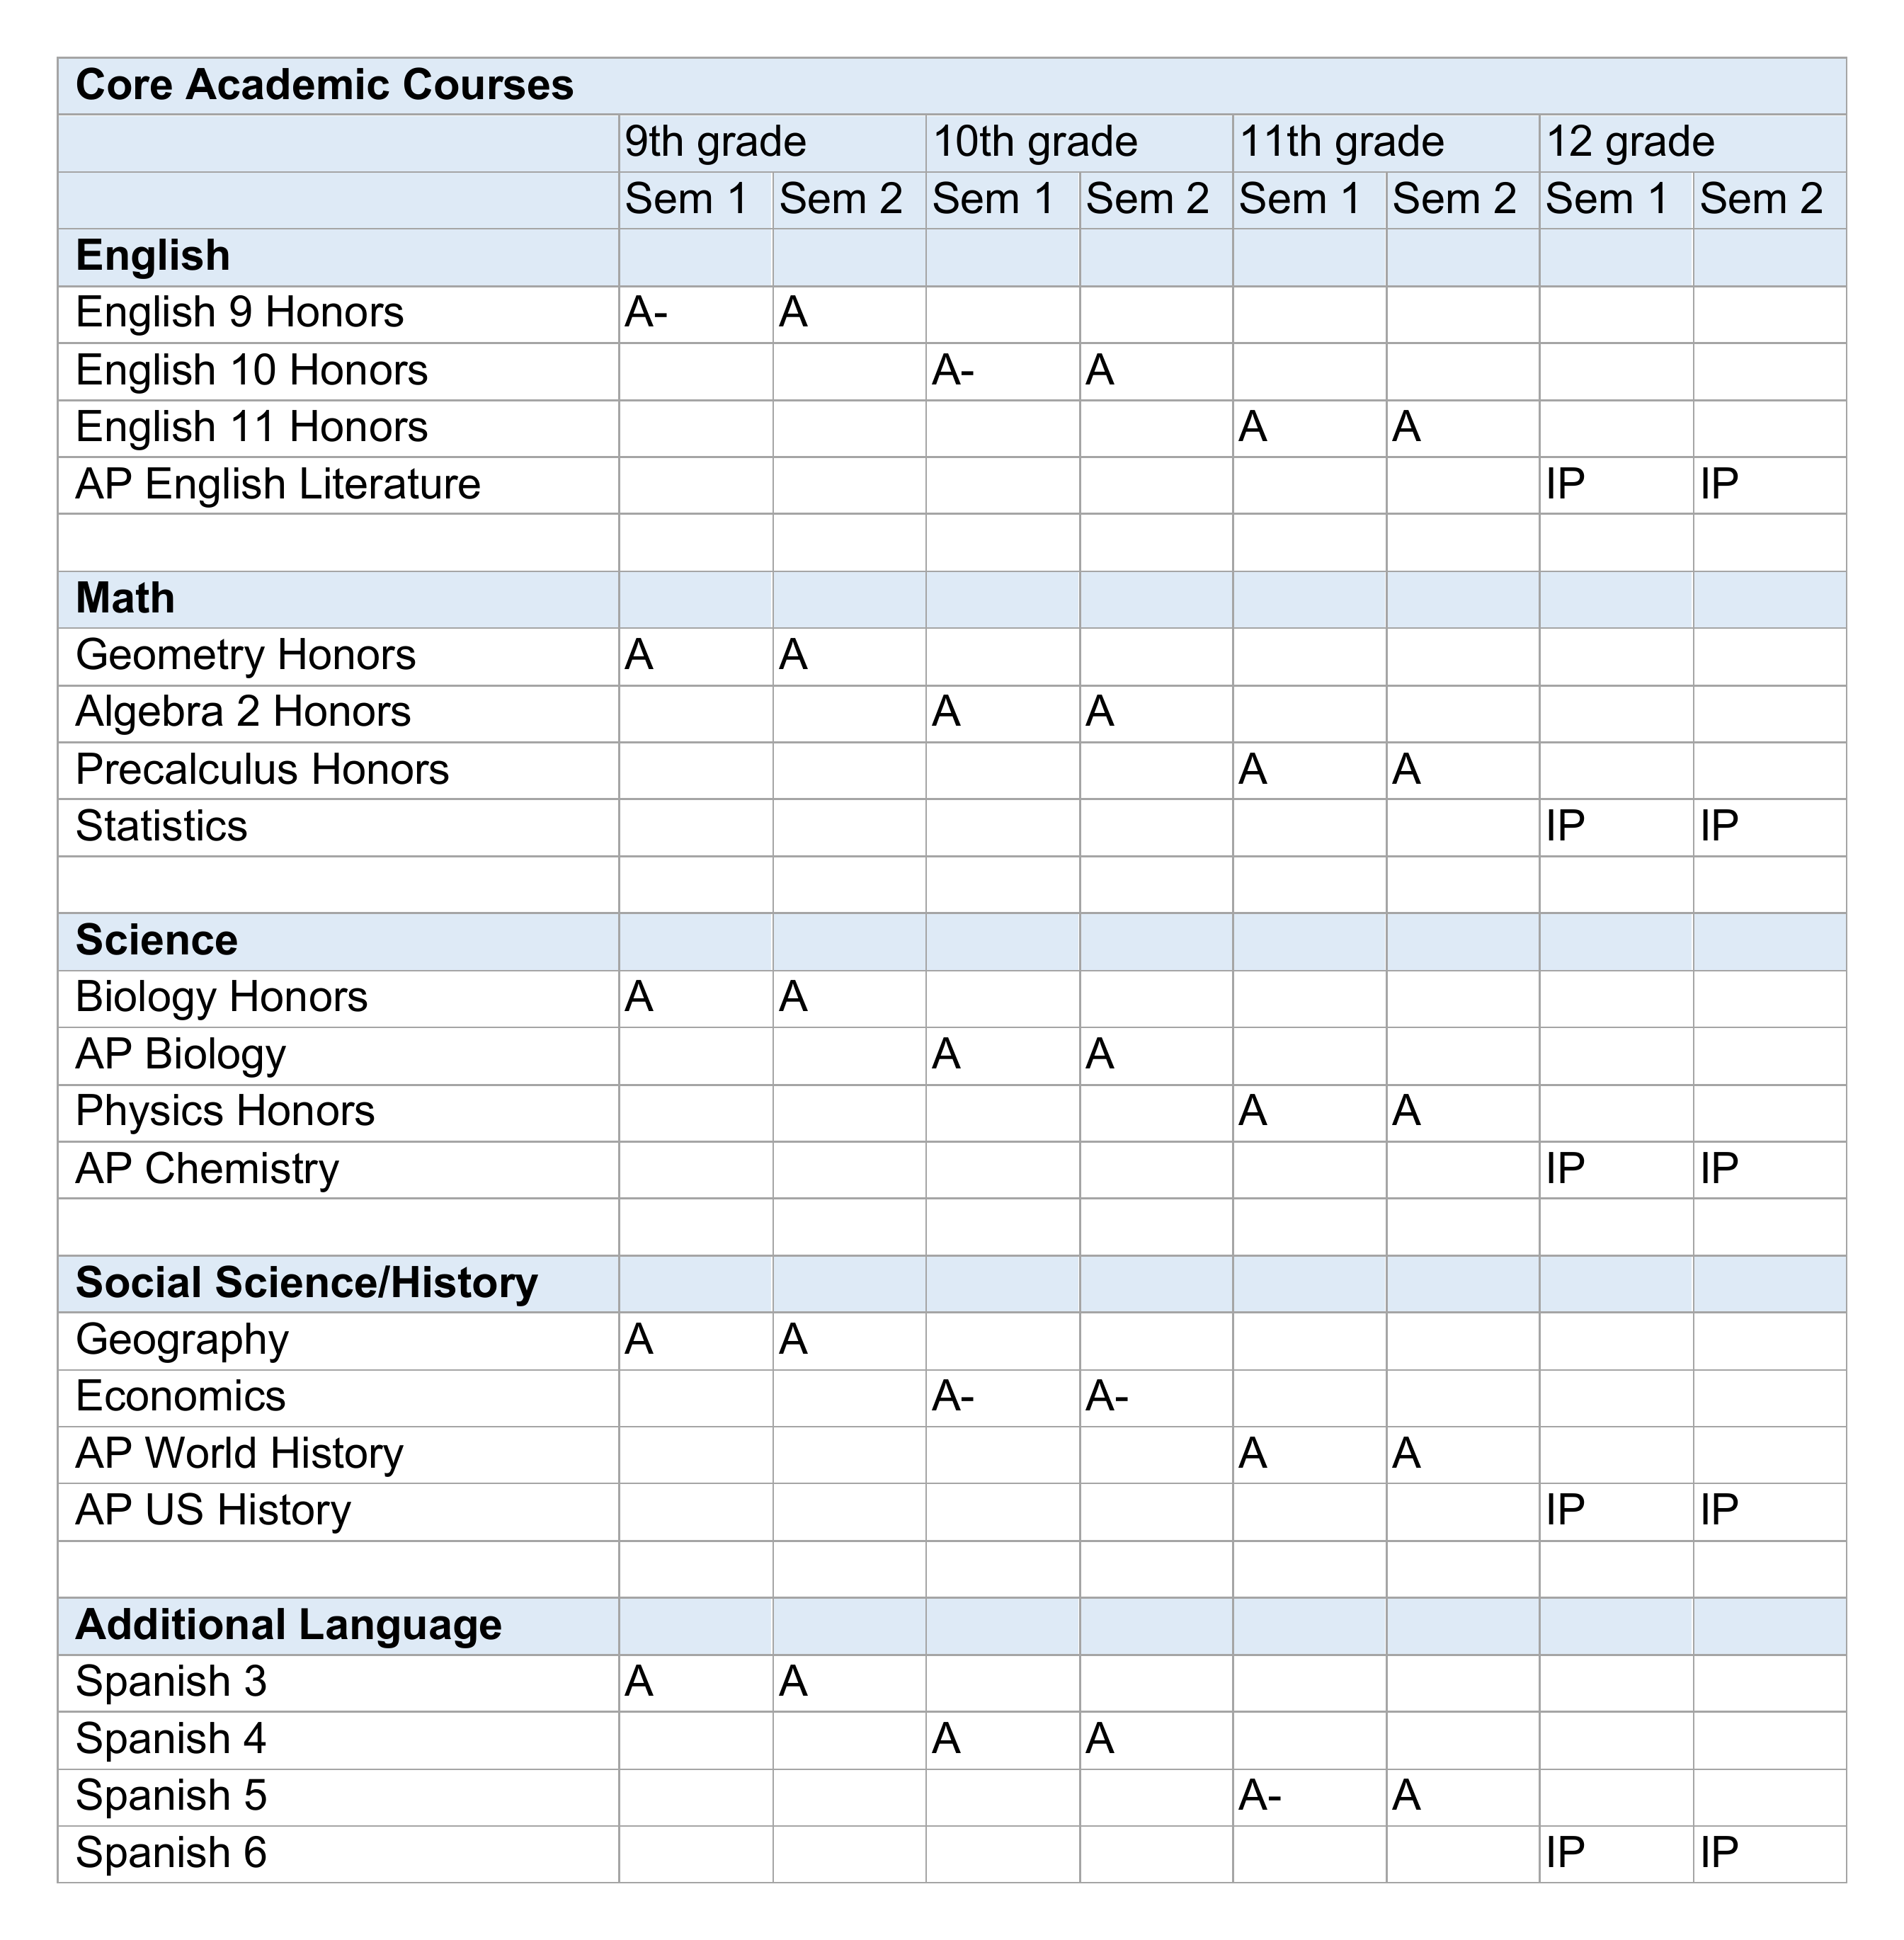 Core Academic Courses
9th grade 10th grade 11th grade 12 grade
Sem 1 Sem 2 Sem 1 Sem 2 Sem 1 Sem 2 Sem 1 Sem 2
English
English 9 Honors A- A
English 10 Honors A- A
English 11 Honors A A
AP English Literature IP IP
Math
Geometry Honors A A
Algebra 2 Honors A A
Precalculus Honors A A
Statistics IP IP
Science
Biology Honors A A
AP Biology A A
Physics Honors A A
AP Chemistry IP IP
Social Science/History
Geography A A
Economics A- A-
AP World History A A
AP US History IP IP
Additional Language
Spanish 3 A A
Spanish 4 A A
Spanish 5 A- A
Spanish 6 IP IP